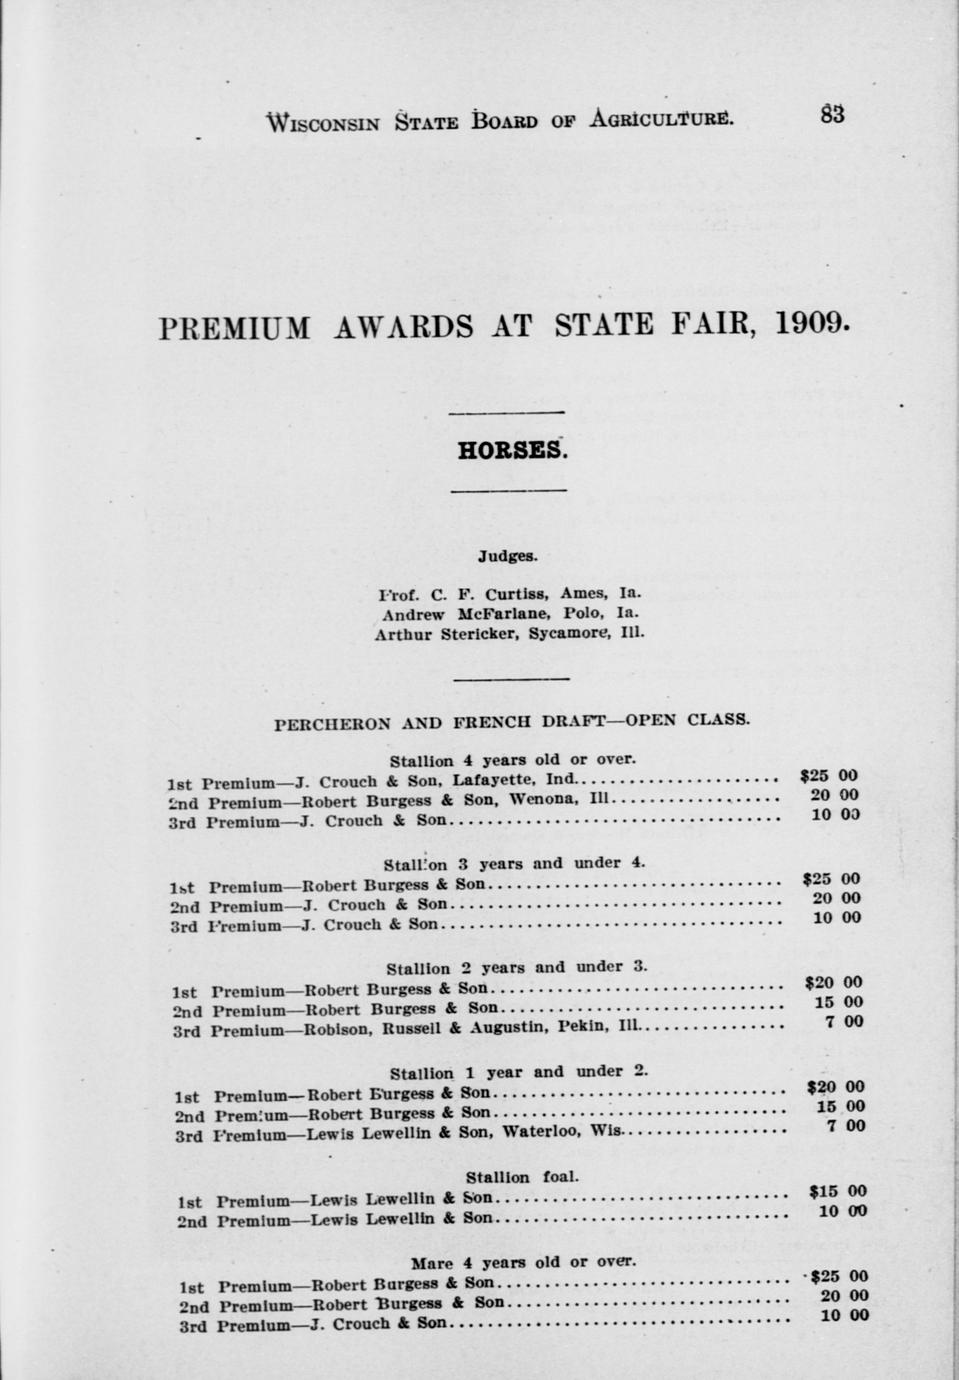 WISCONSIN STATE BOARD OF AGRICULTURE. 83
PREMIUM AWARDS AT STATE FAIR, 1909.
HORSES.
Judges.
Prof. C. F. Curtiss, Ames, Ia.
Andrew McFarlane, Polo, Ia.
Arthur Stericker, Sycamore, Ill.
PERCHERON AND FRENCH DRAFT—OPEN CLASS.
Stallion 4 years old or over.
1st Premium—J. Crouch & Son, Lafayette, Ind........................ $25 00
2nd Premium—Robert Burgess & Son, Wenona, Ill.................. 20 00
3rd Premium—J. Crouch & Son................................... 10 00
Stallion 3 years and under 4.
1st Premium—Robert Burgess & Son............................... $25 00
2nd Premium—J. Crouch & Son................................... 20 00
3rd Premium—J. Crouch & Son.................................... 10 00
Stallion 2 years and under 3.
1st Premium—Robert Burgess & Son............................... $20 00
2nd Premium—Robert Burgess & Son.............................. 15 00
3rd Premium—Robison, Russell & Augustin, Pekin, Ill................ 7 00
Stallion 1 year and under 2.
1st Premium—Robert Burgess & Son............................... $20 00
2nd Premium—Robert Burgess & Son............................... 15 00
3rd Premium—Lewis Lewellin & Son, Waterloo, Wis.................. 7 00
Stallion foal.
1st Premium—Lewis Lewellin & Son............................... $15 00
2nd Premium—Lewis Lewellin & Son............................... 10 00
Mare 4 years old or over.
1st Premium—Robert Burgess & Son............................... $25 00
2nd Premium—Robert Burgess & Son.............................. 20 00
3rd Premium—J. Crouch & Son.................................... 10 00